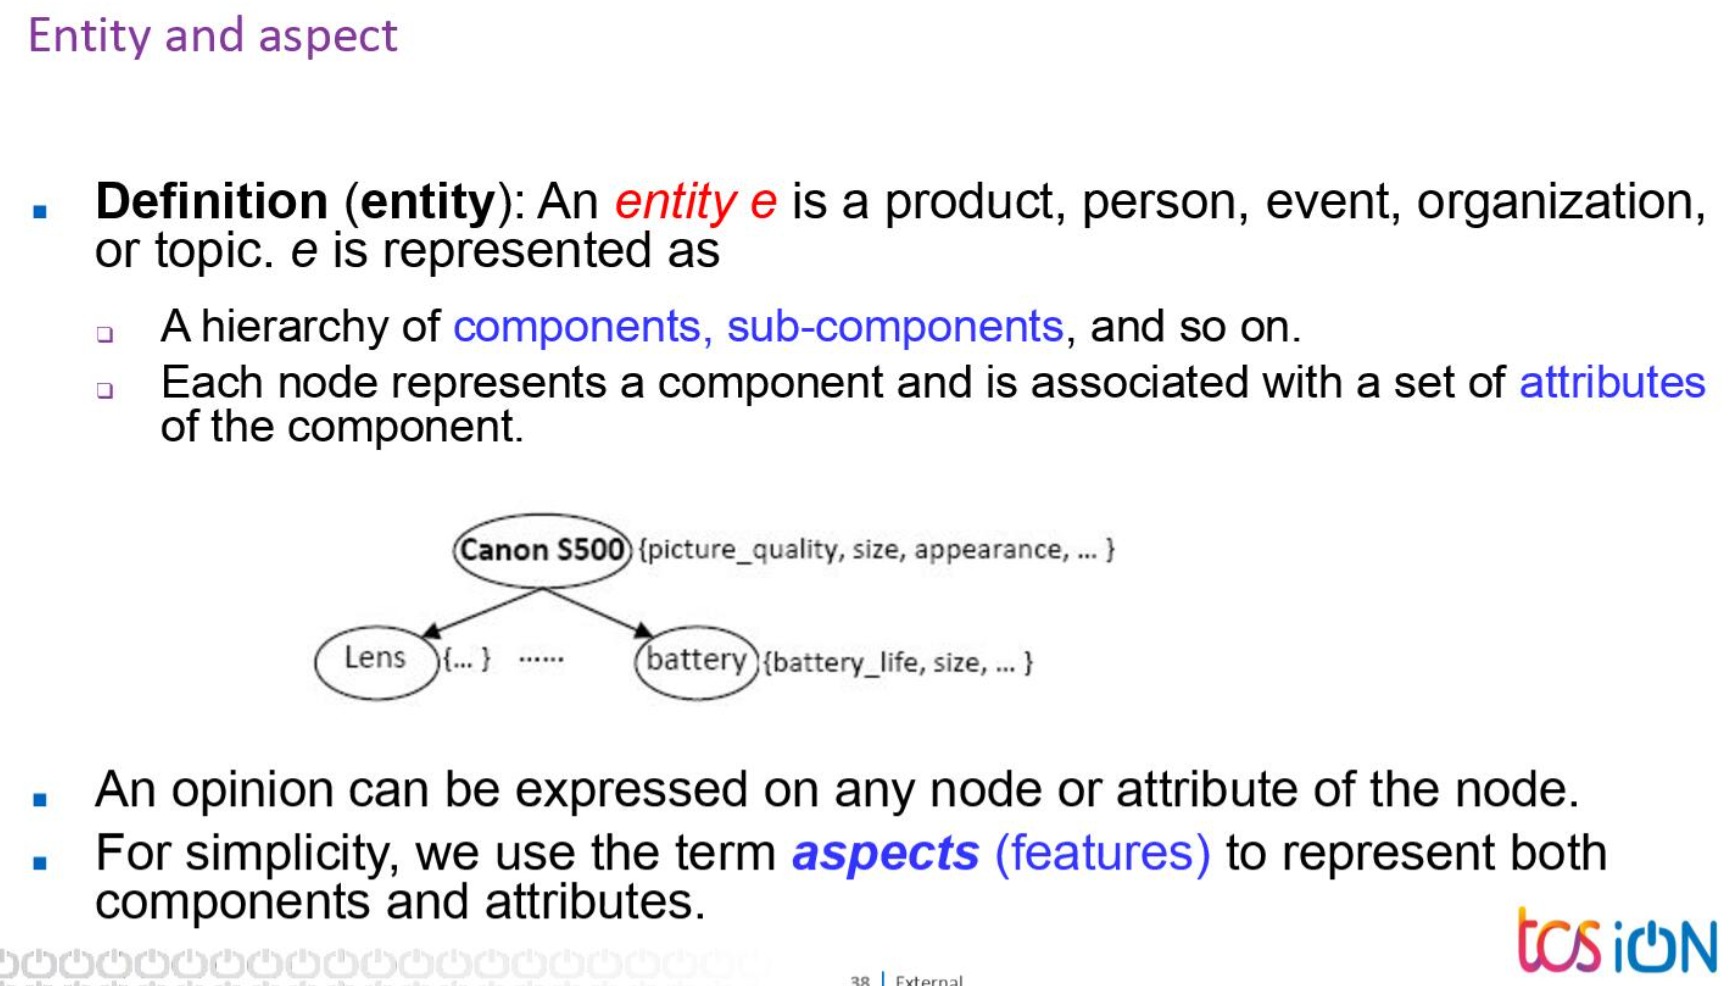 Entity and aspect
Definition (entity): An entity e is a product, person, event, organization,
or topic. e is represented as
A hierarchy of components, sub-components, and so on.
Each node represents a component and is associated with a set of attributes
of the component.
Canon S500 {picture_quality, size, appearance, ... }
Lens {... } ...... battery {battery_life, size, ... }
An opinion can be expressed on any node or attribute of the node.
For simplicity, we use the term aspects (features) to represent both
components and attributes.
tcs iON
38 | External